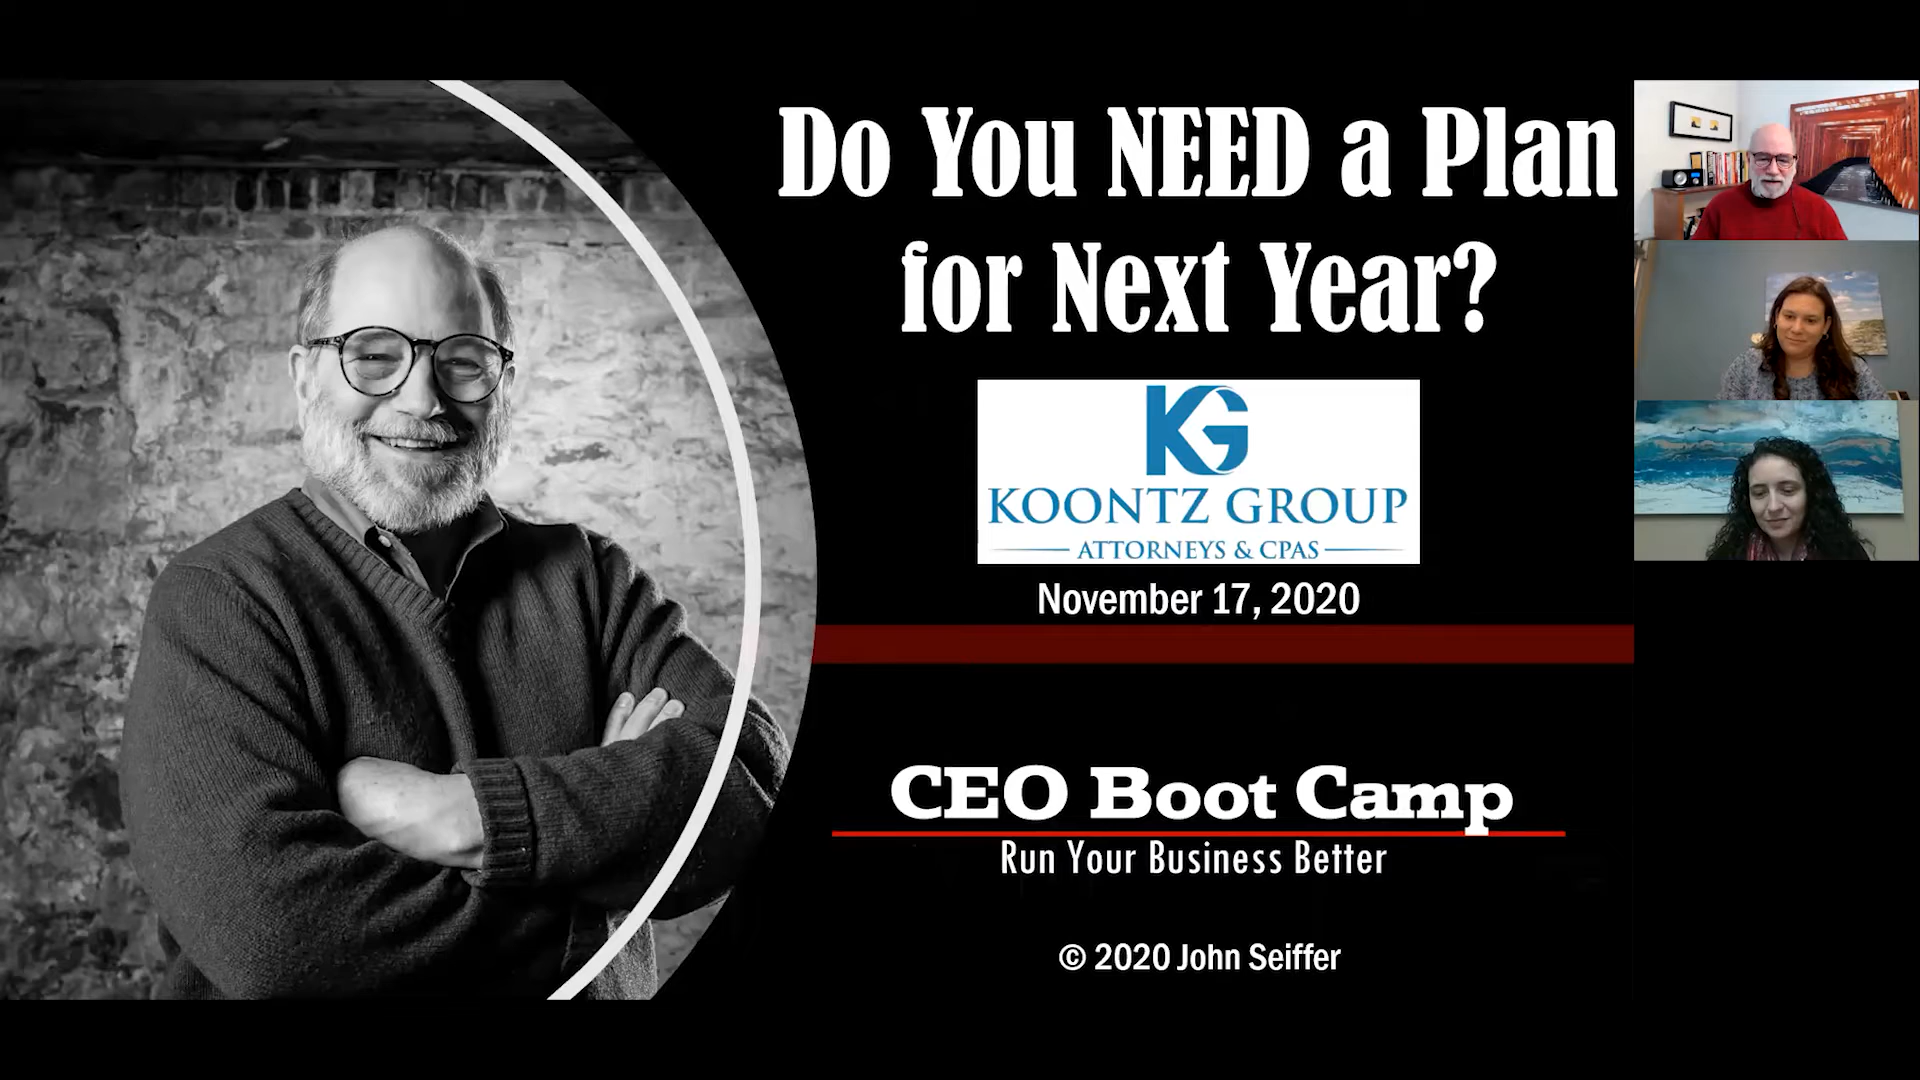 Do You NEED a Plan
for Next Year?
KG
KOONTZ GROUP
ATTORNEYS & CPAS
November 17, 2020
CEO Boot Camp
Run Your Business Better
© 2020 John Seiffer